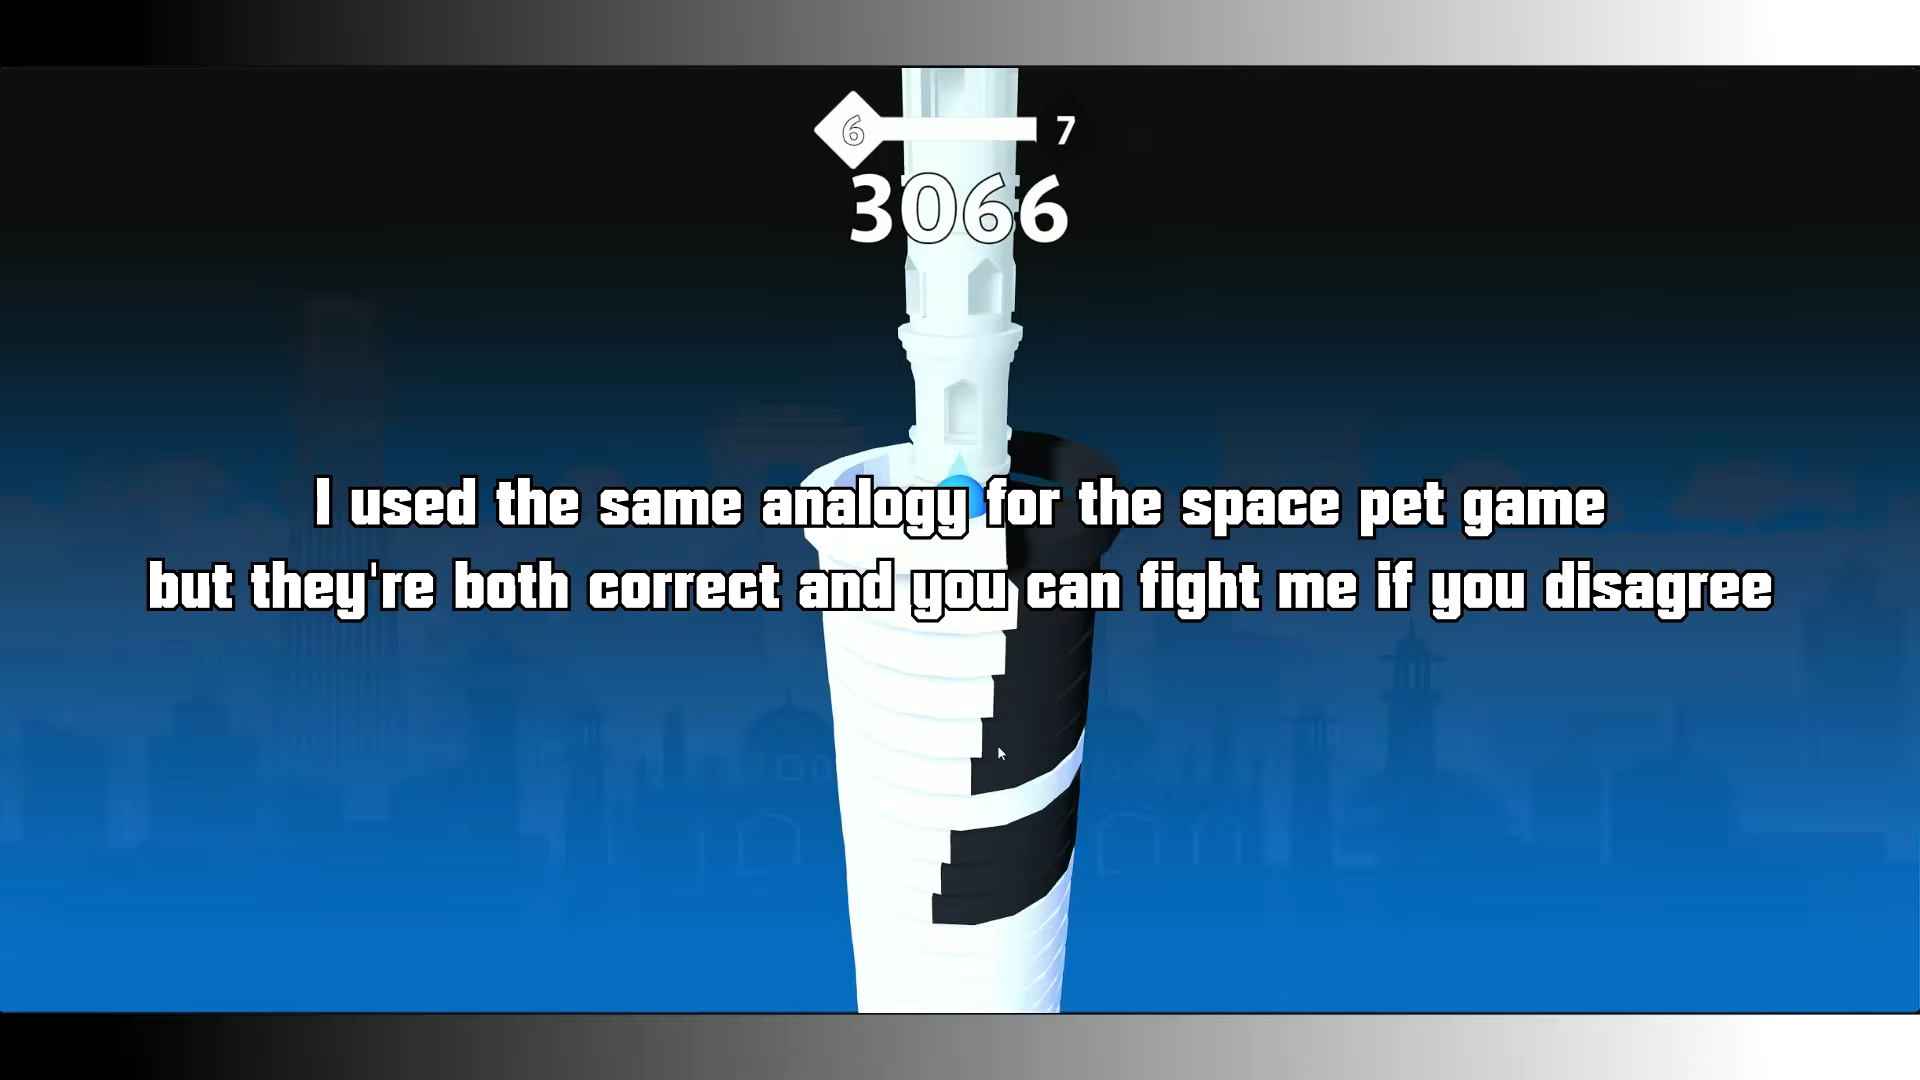 6 7
3066
I used the same analogy for the space pet game
but they're both correct and you can fight me if you disagree